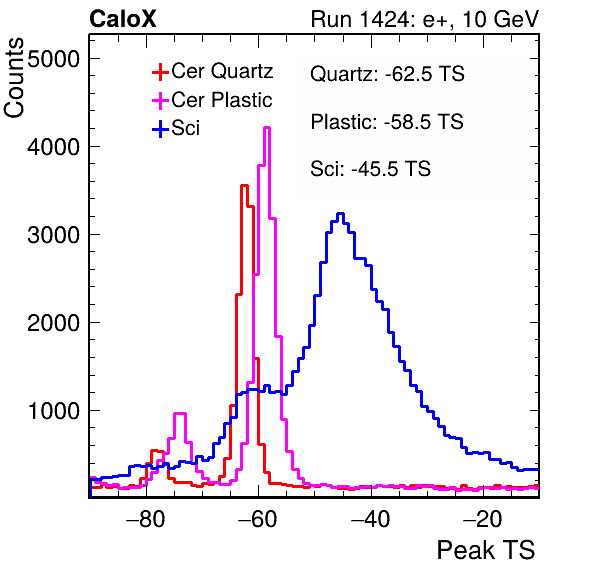 CaloX Run 1424: e+, 10 GeV
Counts
5000
4000
3000
2000
1000
Cer Quartz
Cer Plastic
Sci
Quartz: -62.5 TS
Plastic: -58.5 TS
Sci: -45.5 TS
−80 −60 −40 −20
Peak TS